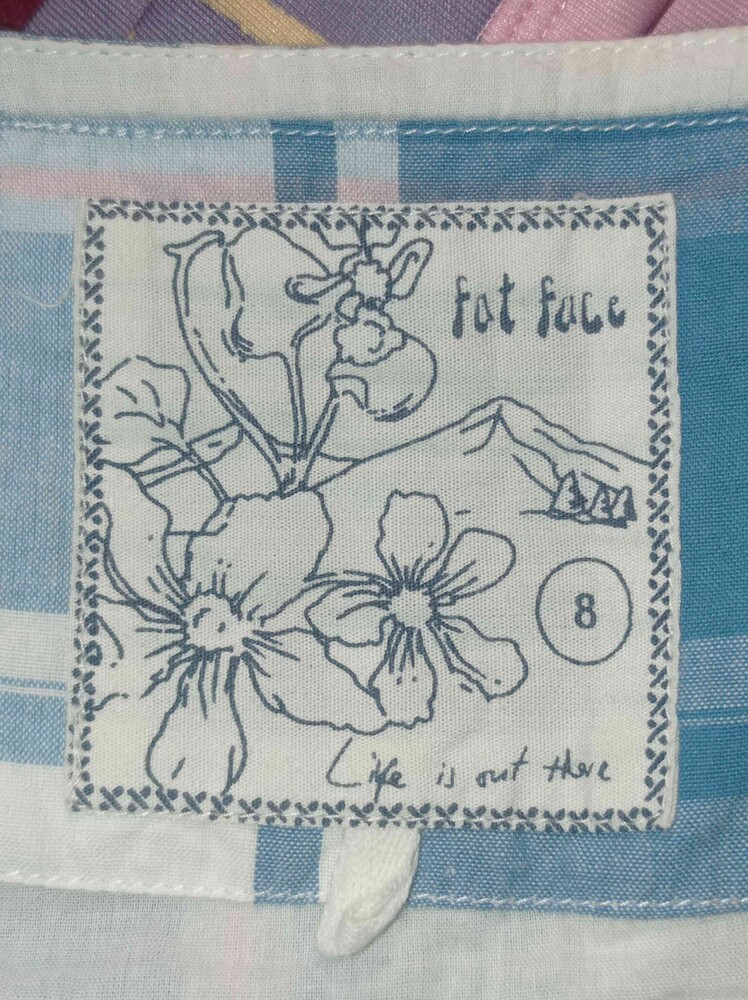 fat face
8
Life is out there